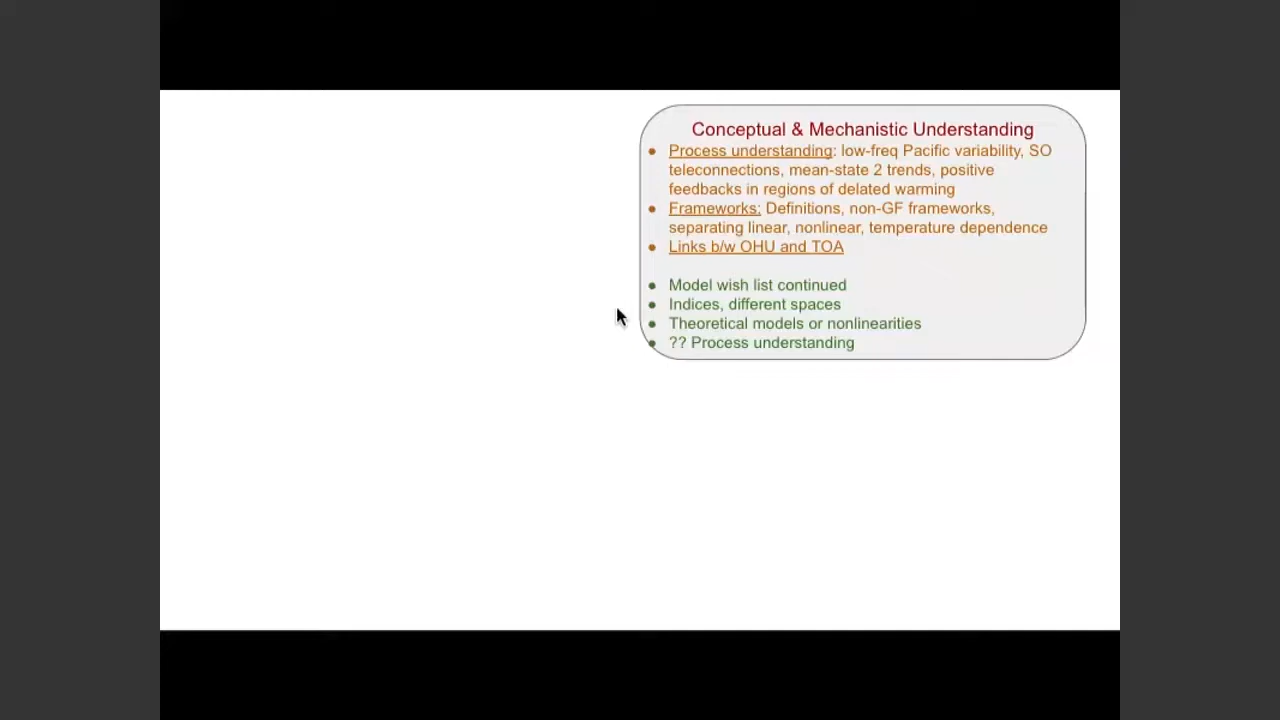 Conceptual & Mechanistic Understanding
● Process understanding: low-freq Pacific variability, SO
teleconnections, mean-state 2 trends, positive
feedbacks in regions of delated warming
● Frameworks: Definitions, non-GF frameworks,
separating linear, nonlinear, temperature dependence
● Links b/w OHU and TOA
● Model wish list continued
● Indices, different spaces
● Theoretical models or nonlinearities
● ?? Process understanding